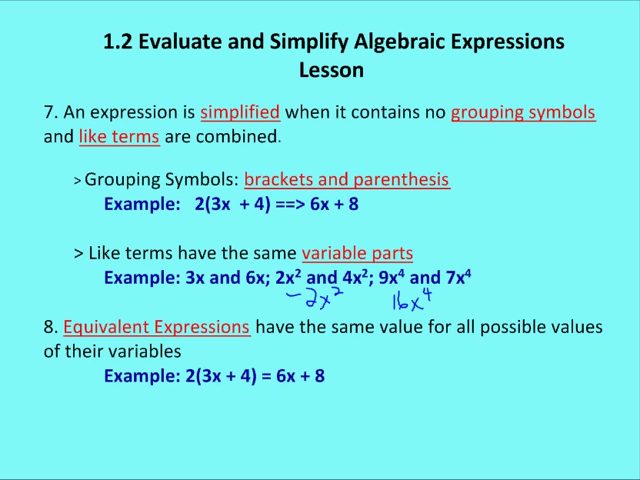 1.2 Evaluate and Simplify Algebraic Expressions
Lesson
7. An expression is simplified when it contains no grouping symbols
and like terms are combined.
> Grouping Symbols: brackets and parenthesis
Example: 2(3x + 4) ==> 6x + 8
> Like terms have the same variable parts
Example: 3x and 6x; 2x² and 4x²; 9x⁴ and 7x⁴
-2x² 16x⁴
8. Equivalent Expressions have the same value for all possible values
of their variables
Example: 2(3x + 4) = 6x + 8